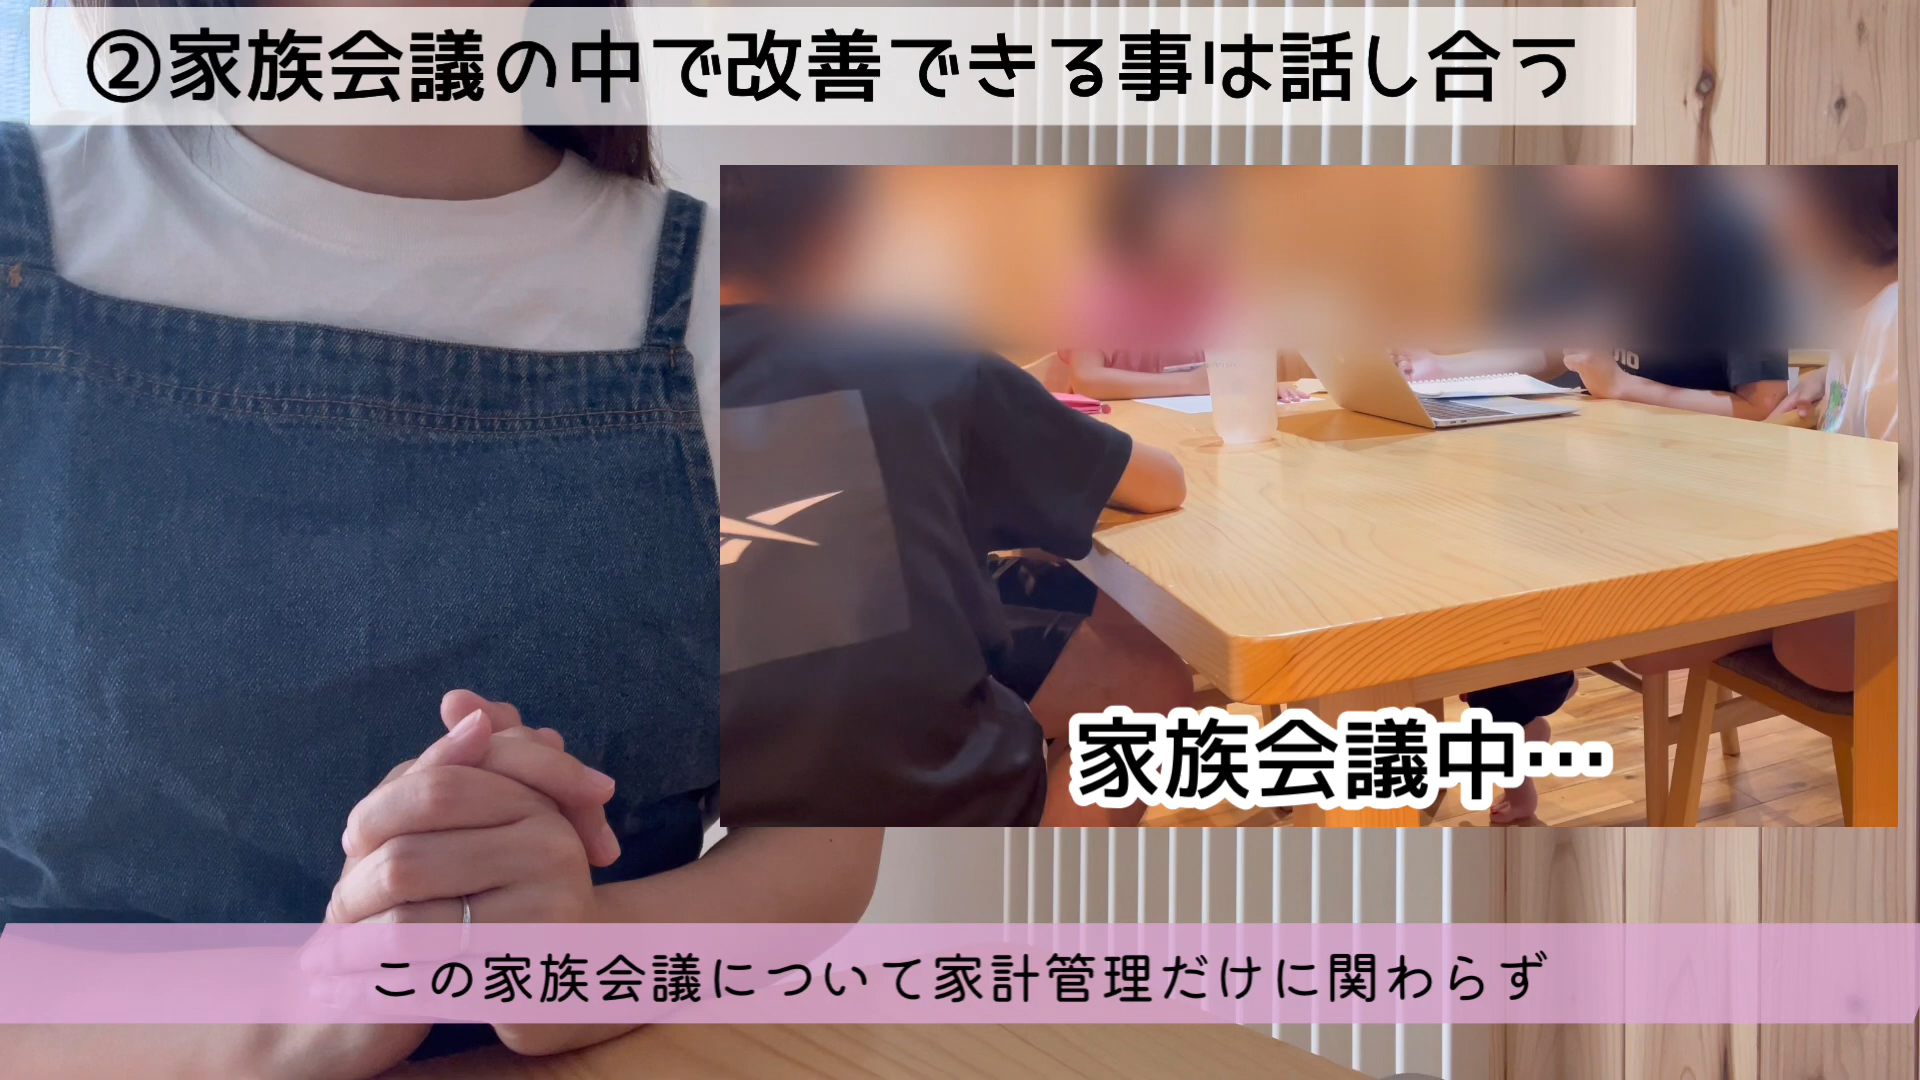 ②家族会議の中で改善できる事は話し合う
家族会議中…
この家族会議について家計管理だけに関わらず